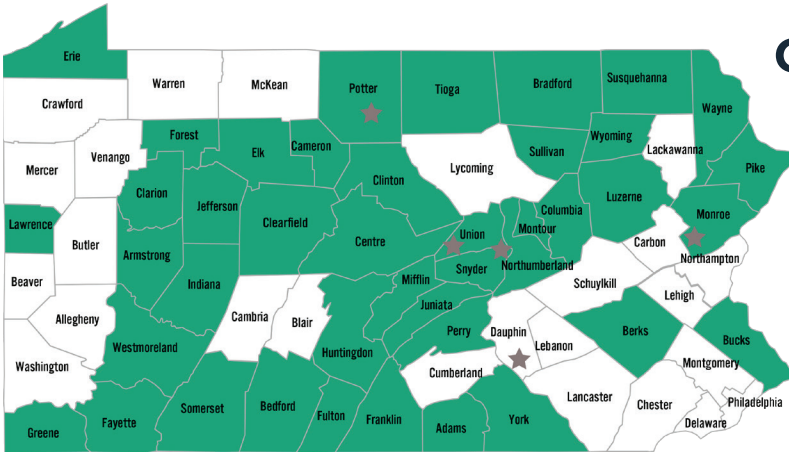 Erie
Warren
McKean
Potter
Tioga
Bradford
Susquehanna
Wayne
Crawford
Forest
Elk
Cameron
Wyoming
Lackawanna
Sullivan
Mercer
Venango
Lycoming
Pike
Clinton
Clarion
Jefferson
Luzerne
Lawrence
Clearfield
Columbia
Monroe
Butler
Union
Montour
Centre
Carbon
Armstrong
Northampton
Beaver
Indiana
Mifflin
Snyder
Northumberland
Schuylkill
Lehigh
Allegheny
Cambria
Blair
Juniata
Perry
Dauphin
Lebanon
Berks
Bucks
Westmoreland
Huntingdon
Montgomery
Washington
Cumberland
Lancaster
Chester
Philadelphia
Somerset
Bedford
Fulton
Franklin
York
Fayette
Delaware
Greene
Adams